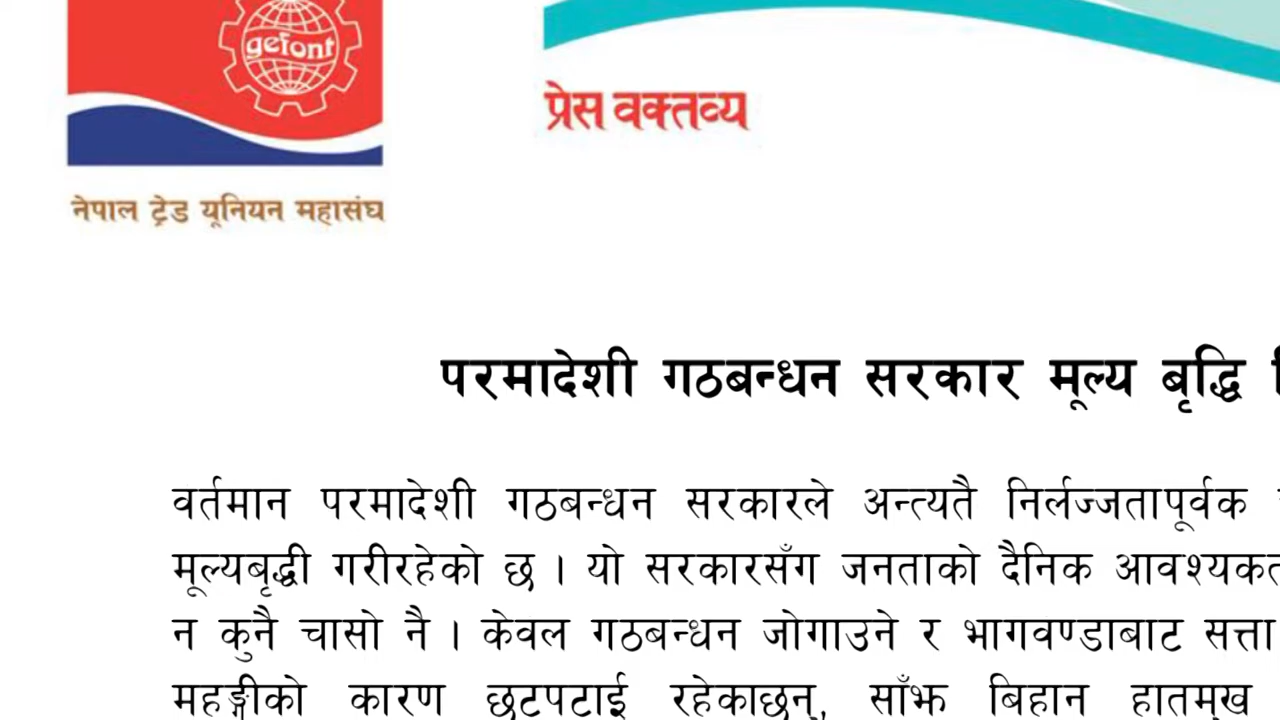 gefont
प्रेस वक्तव्य
नेपाल ट्रेड यूनियन महासंघ
परमादेशी गठबन्धन सरकार मूल्य बृद्धि
वर्तमान परमादेशी गठबन्धन सरकारले अन्त्यतै निर्लज्जतापूर्वक
मूल्यबृद्धी गरीरहेको छ । यो सरकारसँग जनताको दैनिक
न कुनै चासो नै । केवल गठबन्धन जोगाउने र भागवण्डाबाट सत्ता
महङ्गीको कारण छटपटाई रहेकाछन्, साँझ बिहान हातमुख